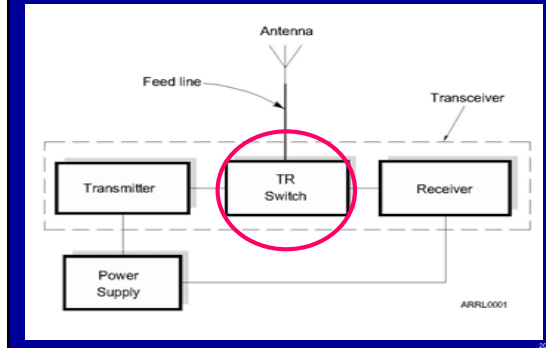 Antenna
Feed line
Transceiver
Transmitter
TR
Switch
Receiver
Power
Supply
ARRL0001